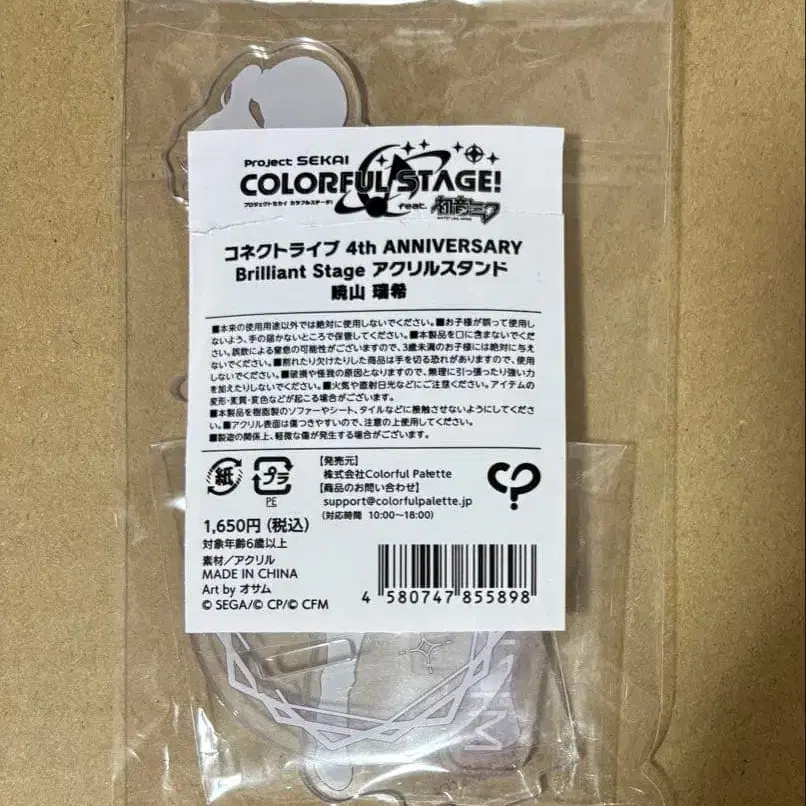 Project SEKAI
COLORFUL STAGE!
プロジェクトセカイ カラフルステージ!
feat. 初音ミク
コネクトライブ 4th ANNIVERSARY
Brilliant Stage アクリルスタンド
暁山 瑞希
■本来の使用用途以外では絶対に使用しないでください。■お子様が誤って使用し
ないよう、手の届かないところで保管してください。■本製品を口に含まないでくだ
さい。誤飲による窒息の可能性がございますので、3歳未満のお子様には絶対に与え
ないでください。■割れたり欠けたりした商品は手を切る恐れがありますので、使用
しないでください。■破損や怪我の原因となりますので、無理に引っ張ったり強い力
を加えたりしないでください。■火気や直射日光などにご注意ください。アイテムの
変形・変質・変色などが起こる場合がございます。
■本製品を樹脂製のソファーやシート、タイルなどに接触させないようにしてくださ
い。■アクリル表面は傷つきやすいので、注意の上使用してください。
■製造の関係上、軽微な傷が発生する場合がございます。
紙
プラ
PE
【発売元】
株式会社Colorful Palette
【商品のお問い合わせ】
support@colorfulpalette.jp
(対応時間 10:00～18:00)
1,650円(税込)
対象年齢6歳以上
素材/アクリル
MADE IN CHINA
Art by オサム
© SEGA/© CP/© CFM
4 580747 855898